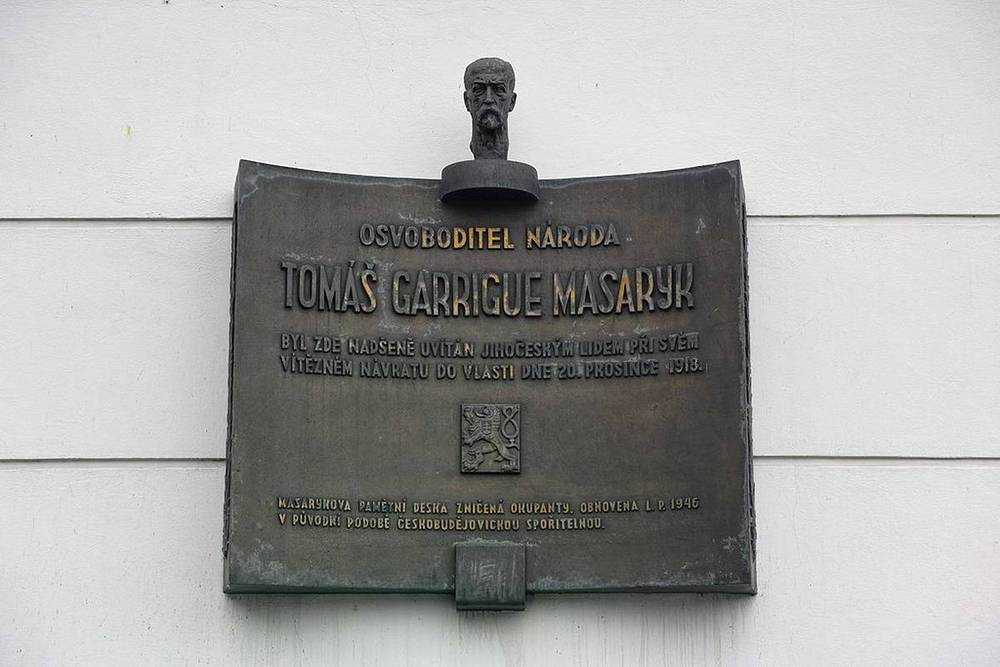 OSVOBODITEL NÁRODA
TOMÁŠ GARRIGUE MASARYK
BYL ZDE NADŠENĚ UVÍTÁN JIHOČESKÝM LIDEM PŘI SVÉM
VÍTĚZNÉM NÁVRATU DO VLASTI DNE 20. PROSINCE 1918.
MASARYKOVA PAMĚTNÍ DESKA ZNIČENÁ OKUPANTY, OBNOVENA L. P. 1946
V PŮVODNÍ PODOBĚ ČESKOBUDĚJOVICKOU SPOŘITELNOU.